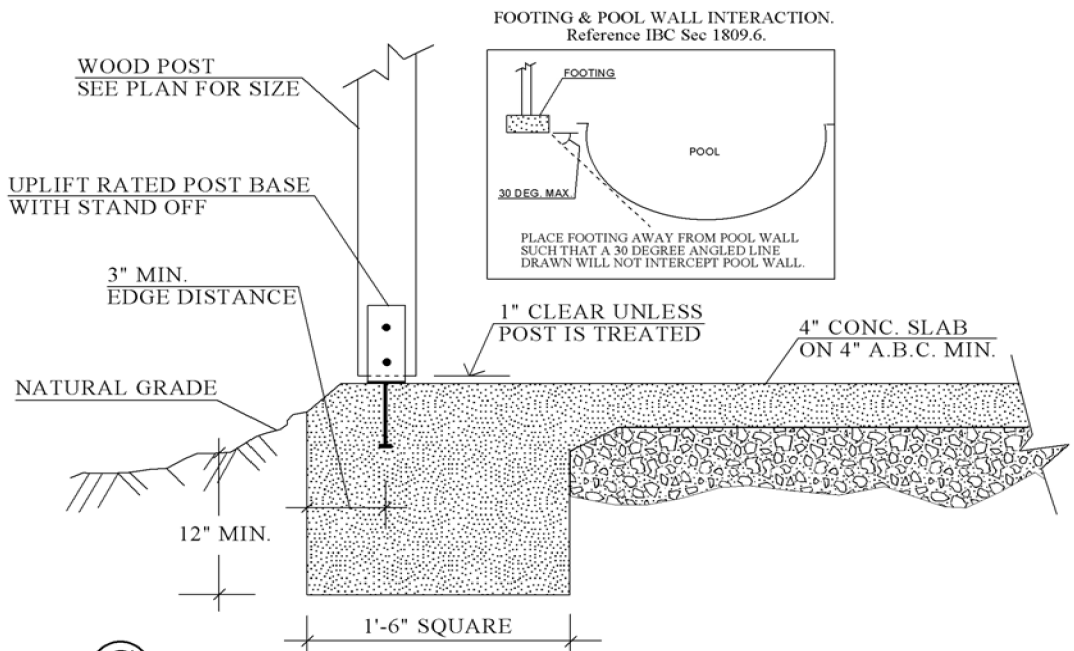 FOOTING & POOL WALL INTERACTION.
Reference IBC Sec 1809.6.
FOOTING
POOL
30 DEG. MAX.
PLACE FOOTING AWAY FROM POOL WALL
SUCH THAT A 30 DEGREE ANGLED LINE
DRAWN WILL NOT INTERCEPT POOL WALL.
WOOD POST
SEE PLAN FOR SIZE
UPLIFT RATED POST BASE
WITH STAND OFF
3" MIN.
EDGE DISTANCE
1" CLEAR UNLESS
POST IS TREATED
4" CONC. SLAB
ON 4" A.B.C. MIN.
NATURAL GRADE
12" MIN.
1'-6" SQUARE